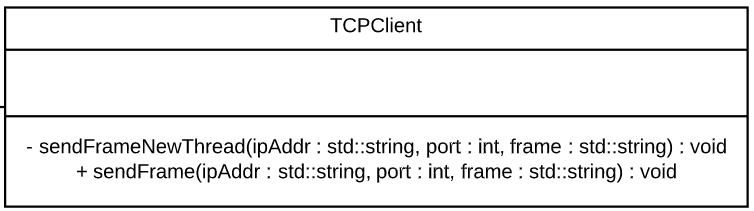 TCPClient
- sendFrameNewThread(ipAddr : std::string, port : int, frame : std::string) : void
+ sendFrame(ipAddr : std::string, port : int, frame : std::string) : void